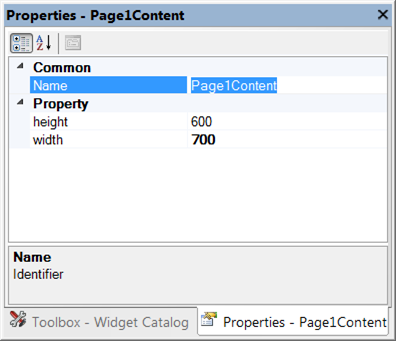 Properties - Page1Content
Common
Name Page1Content
Property
height 600
width 700
Name
Identifier
Toolbox - Widget Catalog Properties - Page1Content